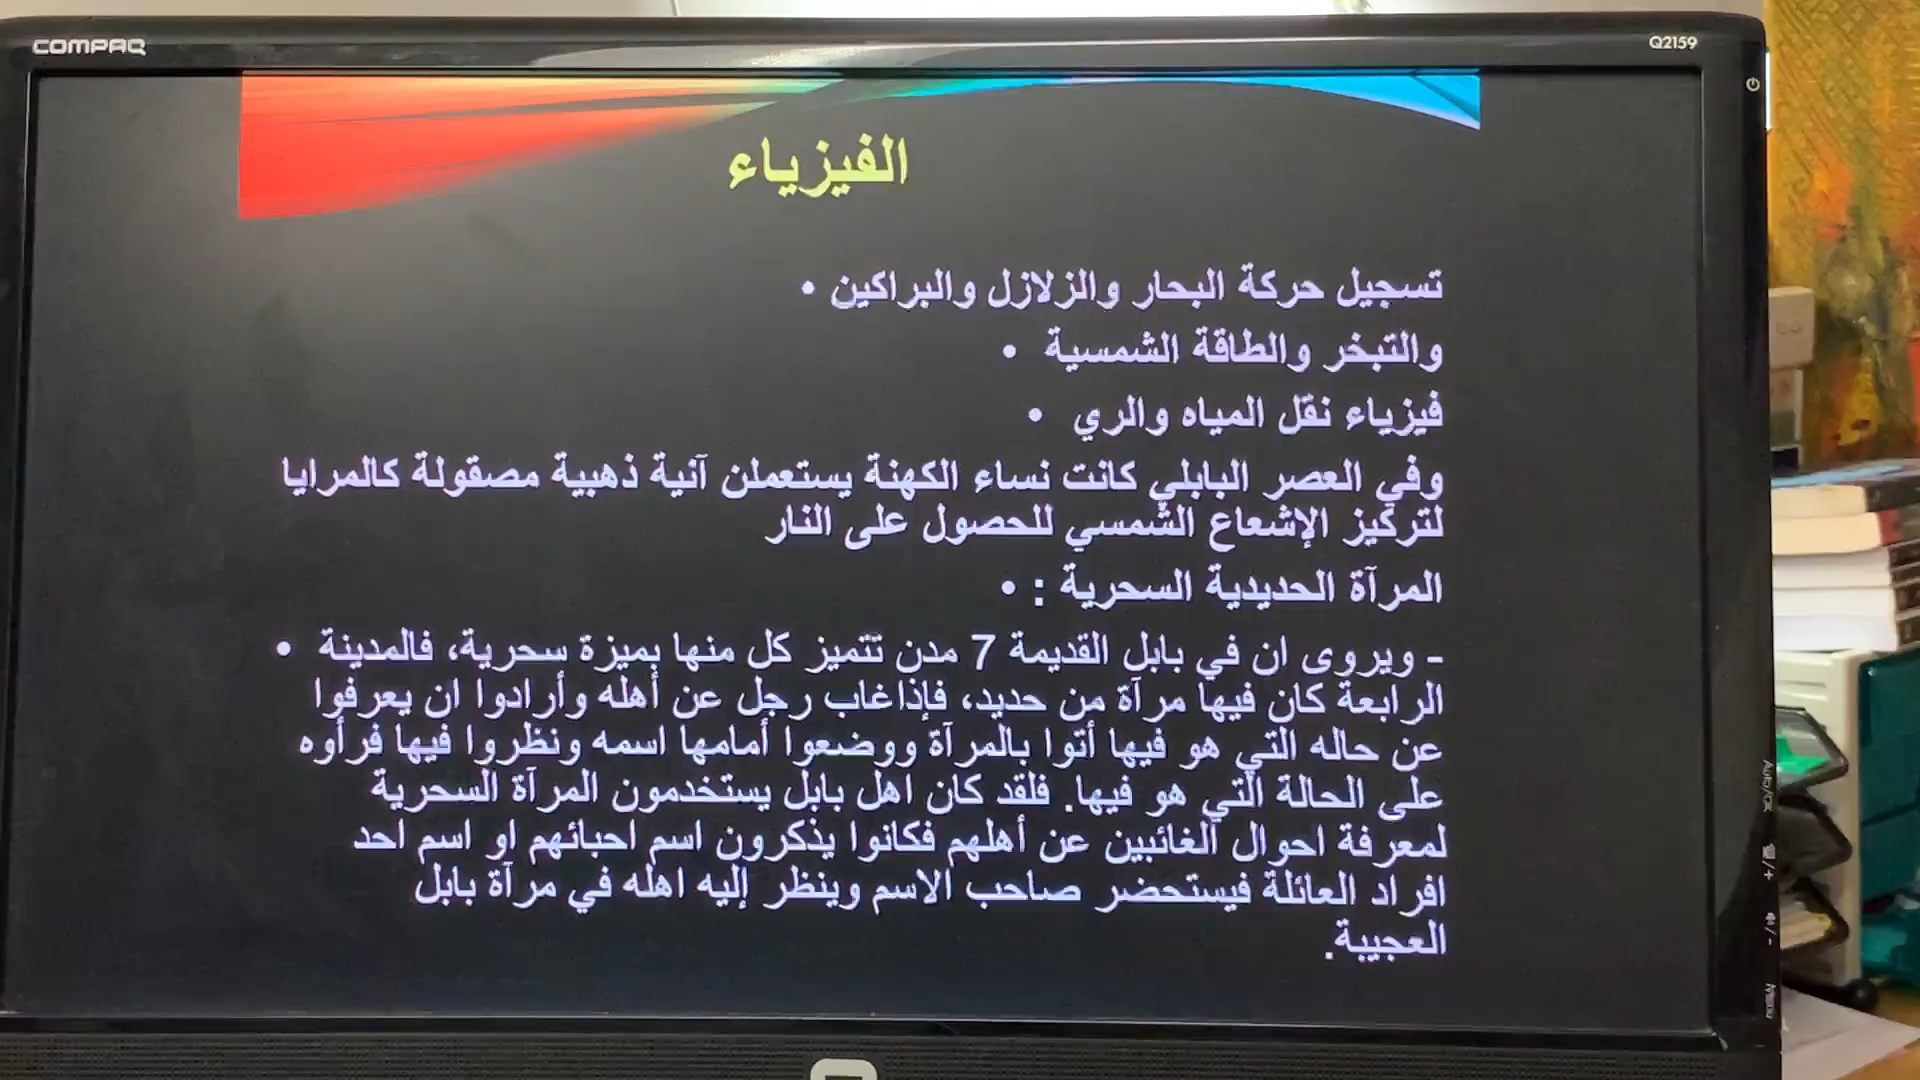 COMPAQ
Q2159
الفيزياء
تسجيل حركة البحار والزلازل والبراكين •
والتبخر والطاقة الشمسية •
فيزياء نقل المياه والري •
وفي العصر البابلي كانت نساء الكهنة يستعملن آنية ذهبية مصقولة كالمرايا
لتركيز الإشعاع الشمسي للحصول على النار
المرآة الحديدية السحرية : •
- ويروى ان في بابل القديمة 7 مدن تتميز كل منها بميزة سحرية، فالمدينة •
الرابعة كان فيها مرآة من حديد، فإذاغاب رجل عن أهله وأرادوا ان يعرفوا
عن حاله التي هو فيها أتوا بالمرآة ووضعوا أمامها اسمه ونظروا فيها فرأوه
على الحالة التي هو فيها. فلقد كان اهل بابل يستخدمون المرآة السحرية
لمعرفة احوال الغائبين عن أهلهم فكانوا يذكرون اسم احبائهم او اسم احد
افراد العائلة فيستحضر صاحب الاسم وينظر إليه اهله في مرآة بابل
العجيبة.
Auto/OK
/+
/-
Menu